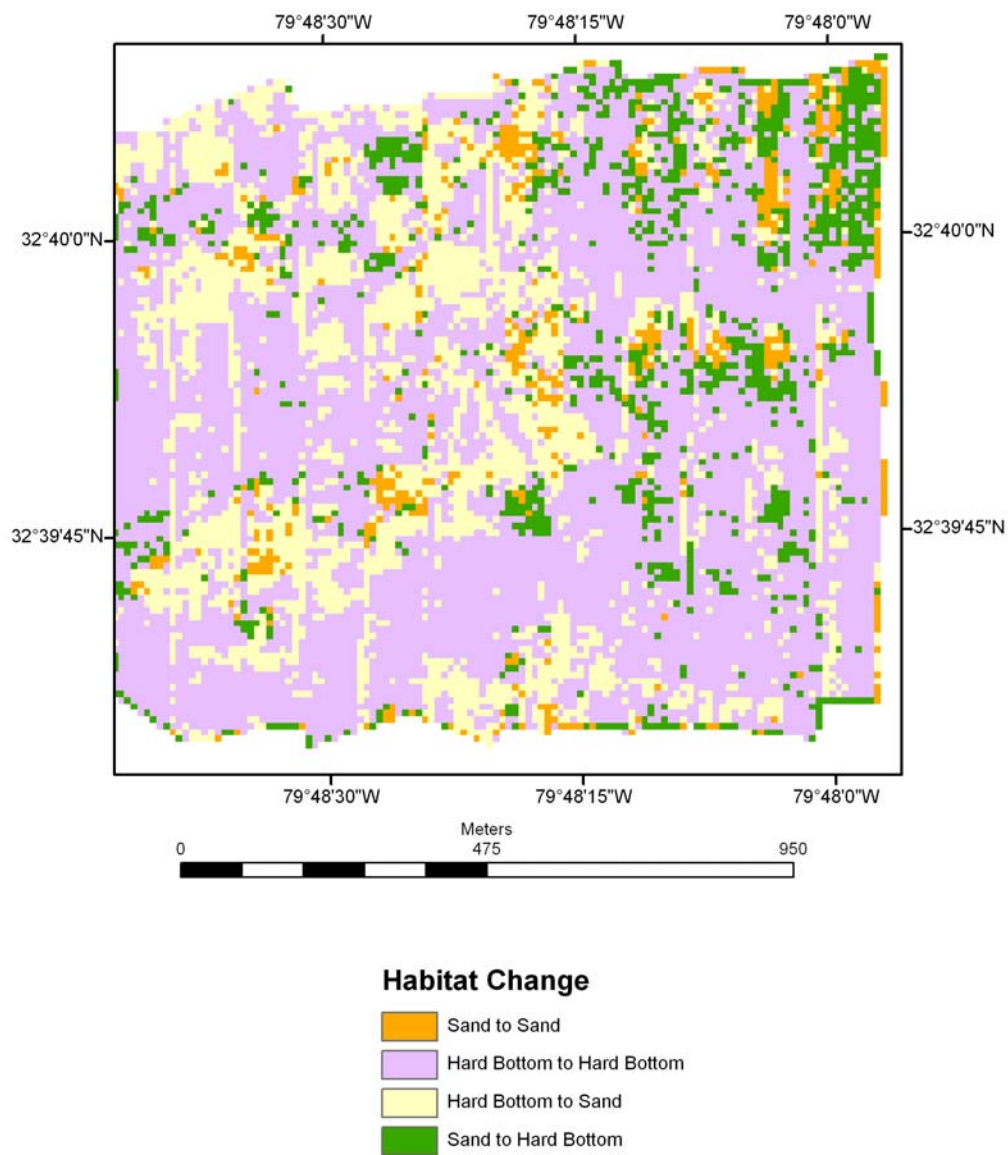 79°48'30"W 79°48'15"W 79°48'0"W
32°40'0"N 32°40'0"N
32°39'45"N 32°39'45"N
79°48'30"W 79°48'15"W 79°48'0"W
Meters
0 475 950
Habitat Change
Sand to Sand
Hard Bottom to Hard Bottom
Hard Bottom to Sand
Sand to Hard Bottom